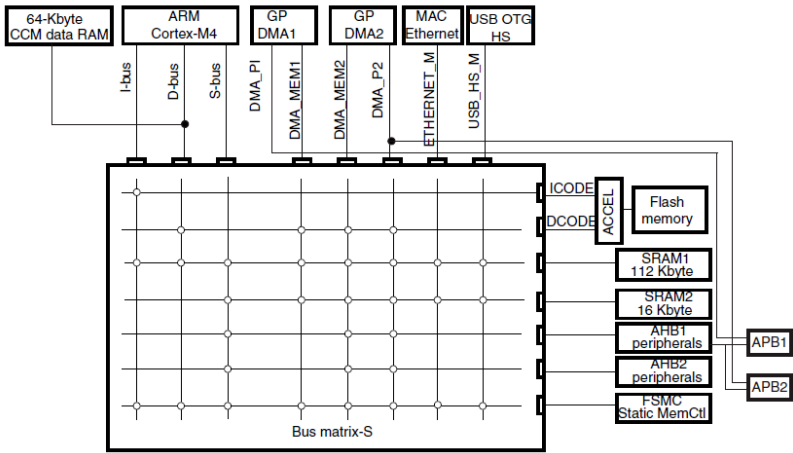 64-Kbyte
CCM data RAM
ARM
Cortex-M4
GP
DMA1
GP
DMA2
MAC
Ethernet
USB OTG
HS
I-bus
D-bus
S-bus
DMA_PI
DMA_MEM1
DMA_MEM2
DMA_P2
ETHERNET_M
USB_HS_M
ICODE
DCODE
ACCEL
Flash
memory
SRAM1
112 Kbyte
SRAM2
16 Kbyte
AHB1
peripherals
APB1
AHB2
peripherals
APB2
FSMC
Static MemCtl
Bus matrix-S